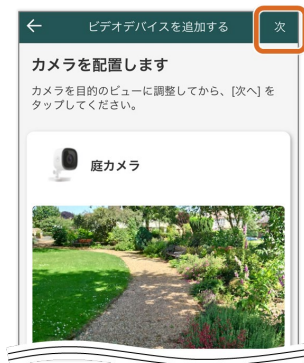 ビデオデバイスを追加する
次
カメラを配置します
カメラを目的のビューに調整してから、[次へ] を
タップしてください。
庭カメラ